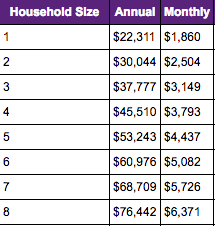 Household Size Annual Monthly
1 $22,311 $1,860
2 $30,044 $2,504
3 $37,777 $3,149
4 $45,510 $3,793
5 $53,243 $4,437
6 $60,976 $5,082
7 $68,709 $5,726
8 $76,442 $6,371